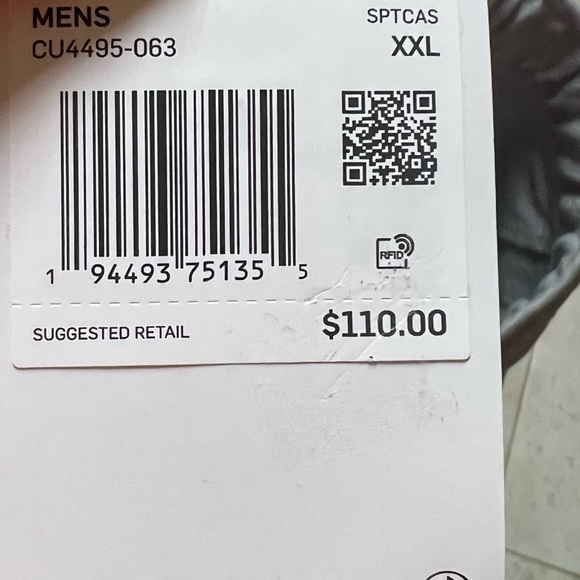 MENS SPTCAS
CU4495-063 XXL
1 94493 75135 5
RFID
SUGGESTED RETAIL $110.00